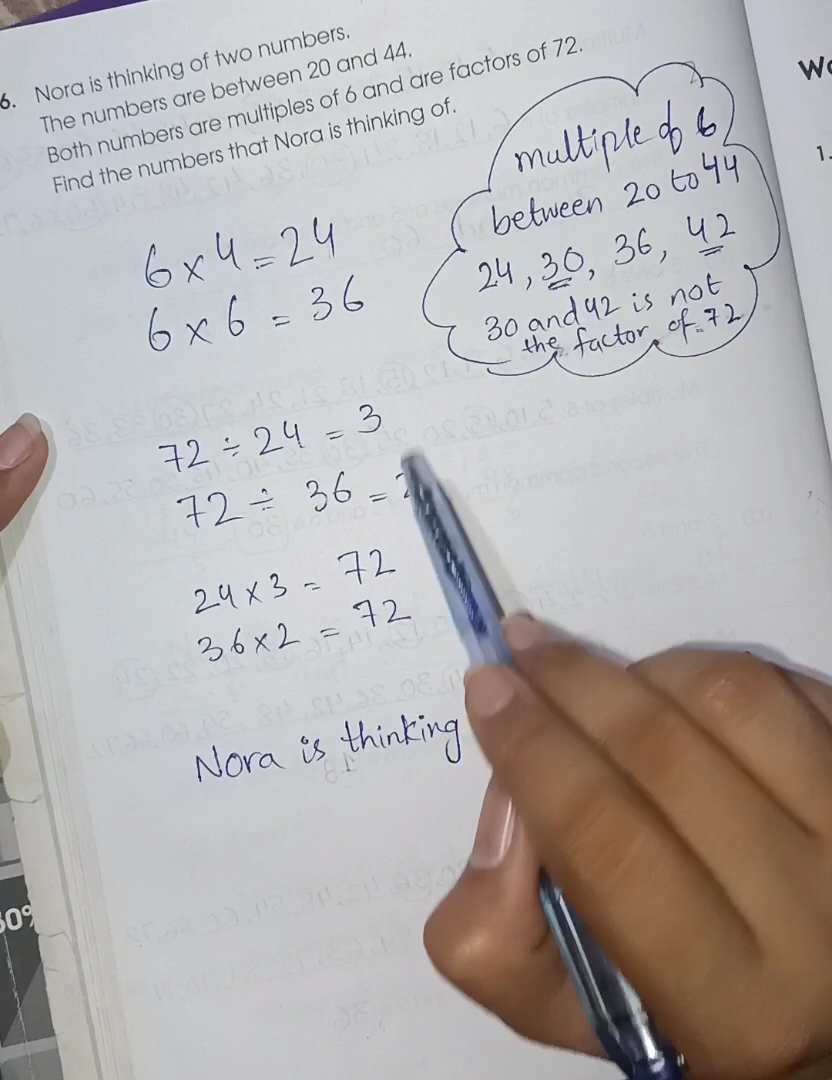 6. Nora is thinking of two numbers.
The numbers are between 20 and 44.
Both numbers are multiples of 6 and are factors of 72.
Find the numbers that Nora is thinking of.
multiple of 6
between 20 to 44
24, 30, 36, 42
30 and 42 is not
the factor of 72
6 × 4 = 24
6 × 6 = 36
72 ÷ 24 = 3
72 ÷ 36 =
24 × 3 = 72
36 × 2 = 72
Nora is thinking
1.